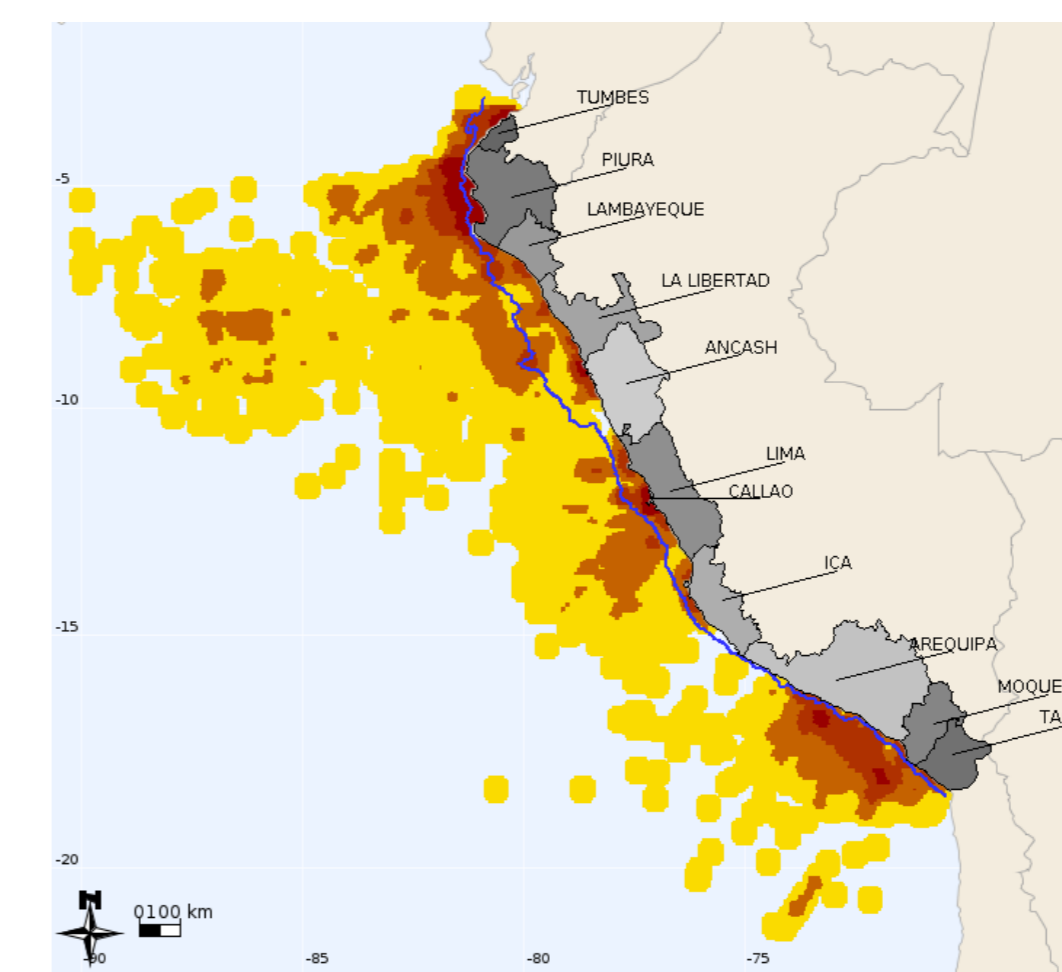 TUMBES
PIURA
-5
LAMBAYEQUE
LA LIBERTAD
ANCASH
-10
LIMA
CALLAO
ICA
-15
AREQUIPA
MOQUE
TA
-20
N
0100 km
-90
-85
-80
-75